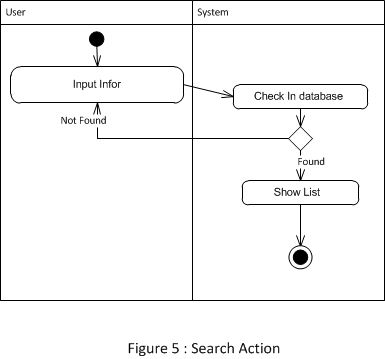 User
System
Input Infor
Check In database
Not Found
Found
Show List
Figure 5 : Search Action